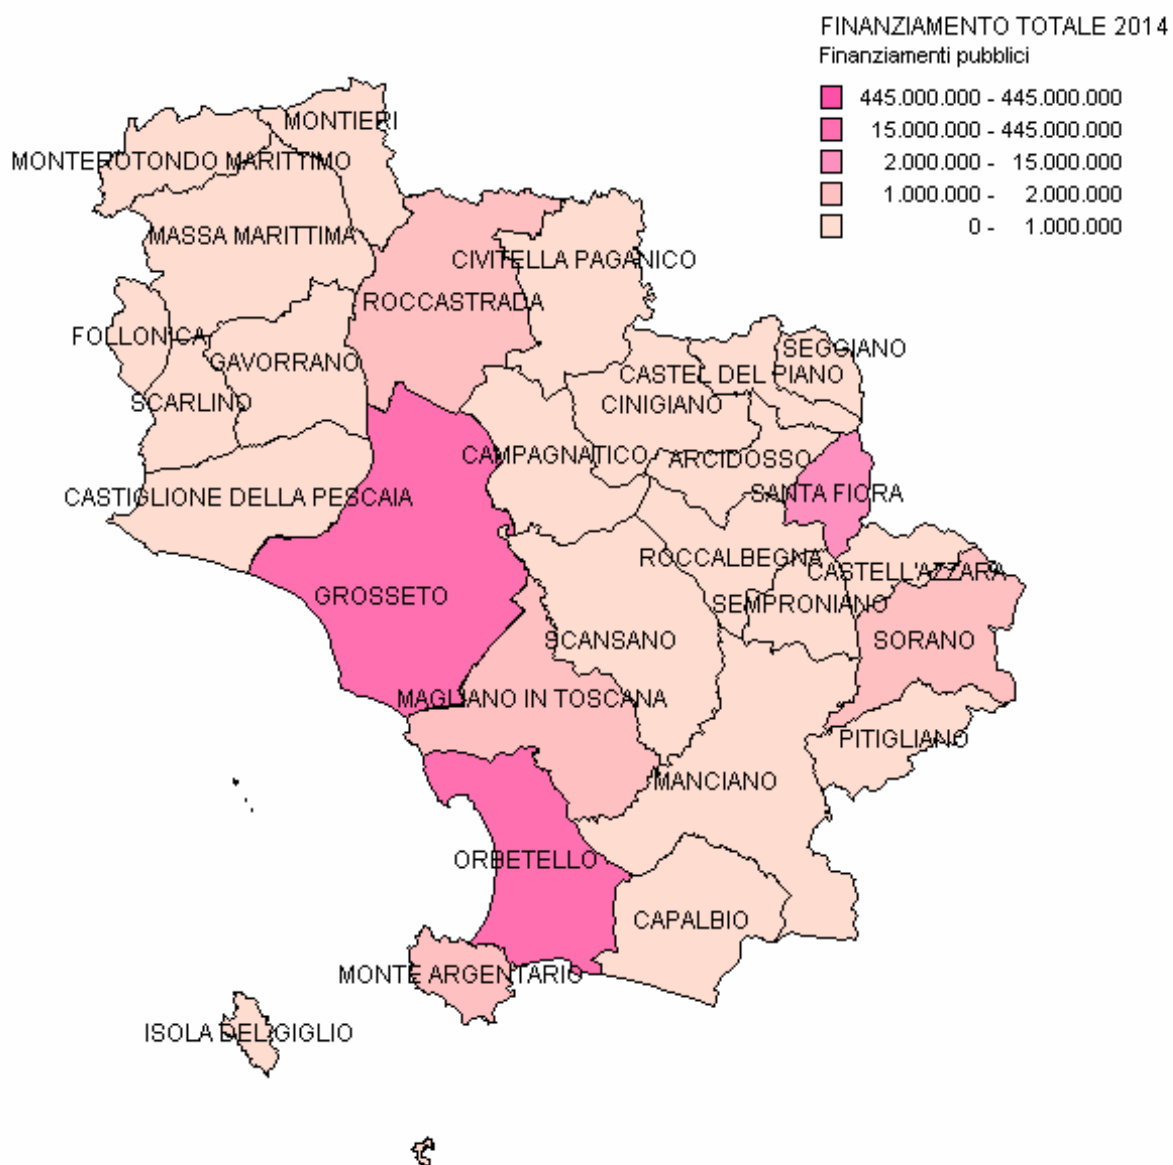 FINANZIAMENTO TOTALE 2014
Finanziamenti pubblici
445.000.000 - 445.000.000
15.000.000 - 445.000.000
2.000.000 - 15.000.000
1.000.000 - 2.000.000
0 - 1.000.000
MONTIERI
MONTEROTONDO MARITTIMO
MASSA MARITTIMA
CIVITELLA PAGANICO
ROCCASTRADA
FOLLONICA
GAVORRANO
SEGGIANO
CASTEL DEL PIANO
SCARLINO
CINIGIANO
CAMPAGNATICO
ARCIDOSSO
CASTIGLIONE DELLA PESCAIA
SANTA FIORA
ROCCALBEGNA
CASTELL'AZZARA
GROSSETO
SEMPRONIANO
SCANSANO
SORANO
MAGLIANO IN TOSCANA
PITIGLIANO
MANCIANO
ORBETELLO
CAPALBIO
MONTE ARGENTARIO
ISOLA DEL GIGLIO